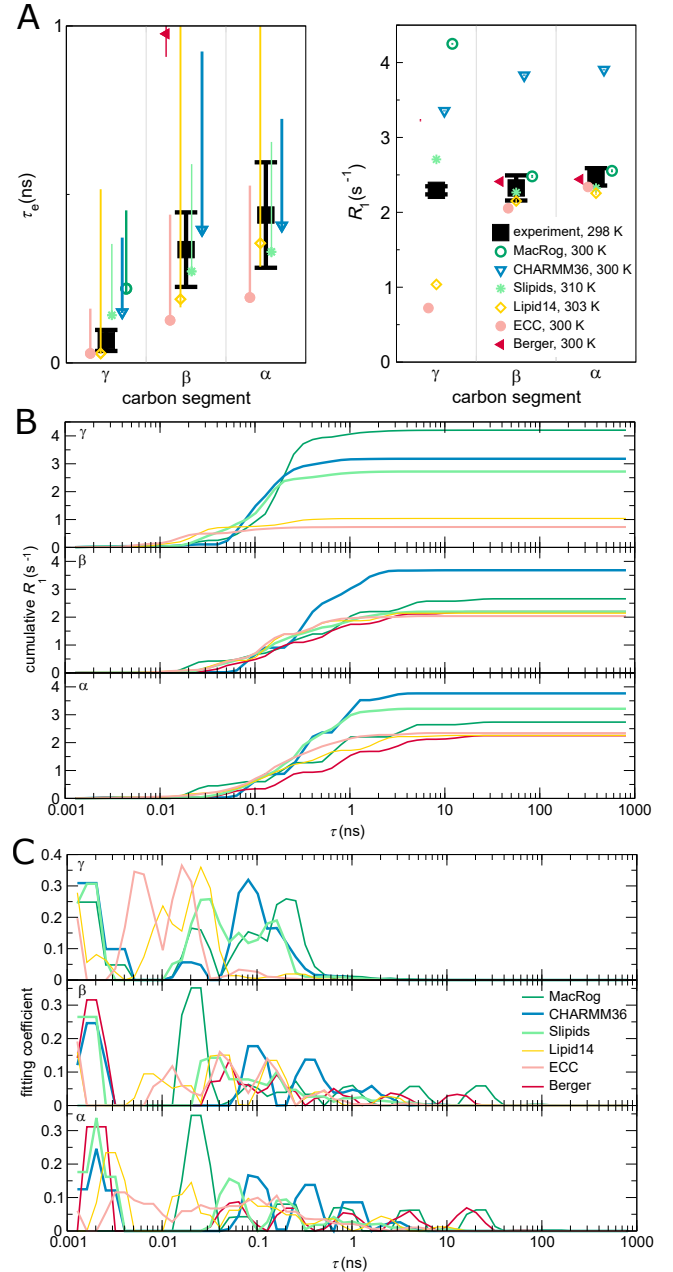 A
1
τe(ns)
0
γ
β
α
carbon segment
4
3
2
1
0
R1(s-1)
experiment, 298 K
MacRog, 300 K
CHARMM36, 300 K
Slipids, 310 K
Lipid14, 303 K
ECC, 300 K
Berger, 300 K
γ
β
α
carbon segment
B
γ
4
3
2
1
0
β
4
3
2
1
0
α
4
3
2
1
0
cumulative R1(s-1)
0.001
0.01
0.1
1
10
100
1000
τ(ns)
C
γ
0.4
0.3
0.2
0.1
0
β
0.3
0.2
0.1
0
MacRog
CHARMM36
Slipids
Lipid14
ECC
Berger
α
0.3
0.2
0.1
0
fitting coefficient
0.001
0.01
0.1
1
10
100
1000
τ(ns)